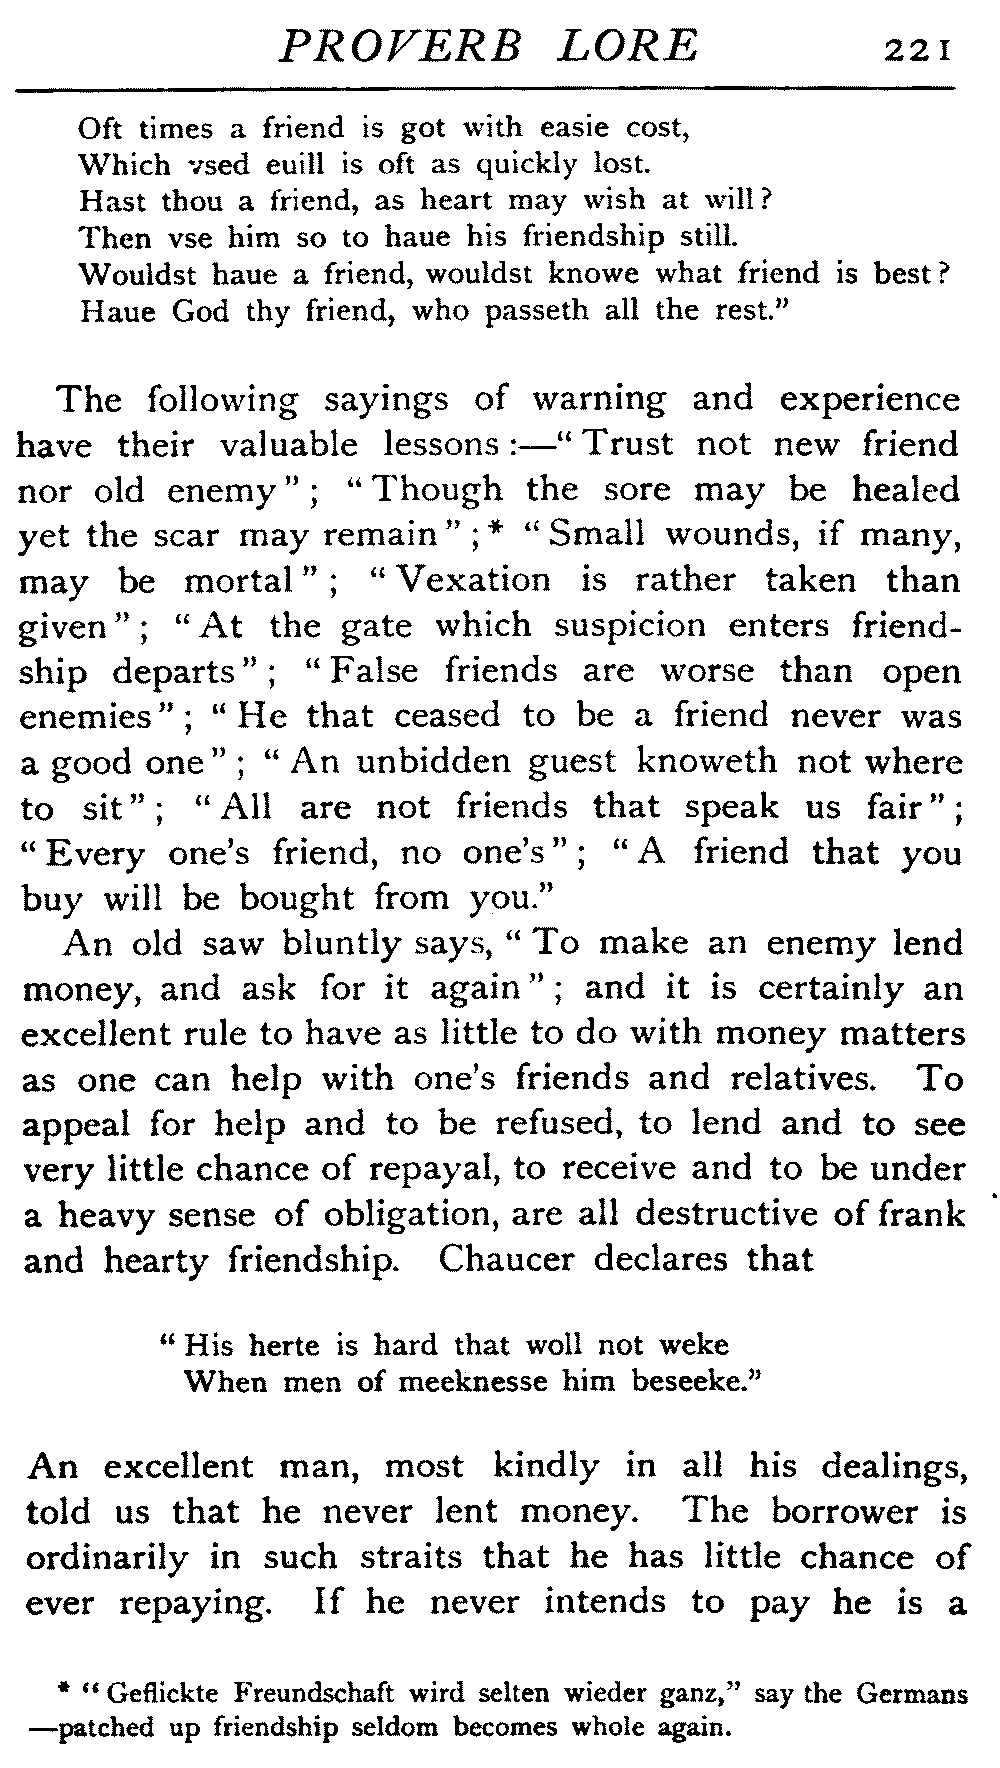 PROVERB LORE 221
Oft times a friend is got with easie cost,
Which vsed euill is oft as quickly lost.
Hast thou a friend, as heart may wish at will?
Then vse him so to haue his friendship still.
Wouldst haue a friend, wouldst knowe what friend is best?
Haue God thy friend, who passeth all the rest.”
The following sayings of warning and experience
have their valuable lessons:—“Trust not new friend
nor old enemy”; “Though the sore may be healed
yet the scar may remain”;* “Small wounds, if many,
may be mortal”; “Vexation is rather taken than
given”; “At the gate which suspicion enters friend-
ship departs”; “False friends are worse than open
enemies”; “He that ceased to be a friend never was
a good one”; “An unbidden guest knoweth not where
to sit”; “All are not friends that speak us fair”;
“Every one’s friend, no one’s”; “A friend that you
buy will be bought from you.”
An old saw bluntly says, “To make an enemy lend
money, and ask for it again”; and it is certainly an
excellent rule to have as little to do with money matters
as one can help with one’s friends and relatives. To
appeal for help and to be refused, to lend and to see
very little chance of repayal, to receive and to be under
a heavy sense of obligation, are all destructive of frank
and hearty friendship. Chaucer declares that
“His herte is hard that woll not weke
When men of meeknesse him beseeke.”
An excellent man, most kindly in all his dealings,
told us that he never lent money. The borrower is
ordinarily in such straits that he has little chance of
ever repaying. If he never intends to pay he is a
* “Geflickte Freundschaft wird selten wieder ganz,” say the Germans
—patched up friendship seldom becomes whole again.